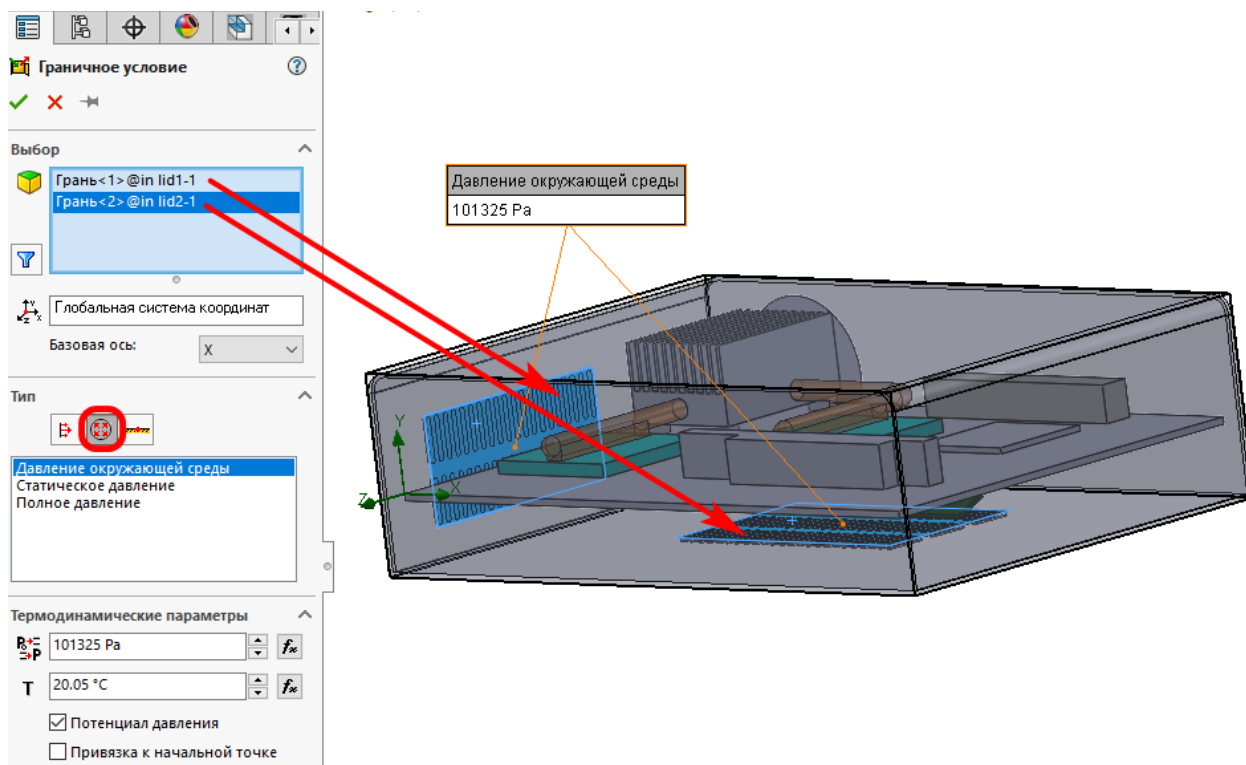 Граничное условие
Выбор
Грань<1>@in lid1-1
Грань<2>@in lid2-1
Глобальная система координат
Базовая ось:
X
Тип
Давление окружающей среды
Статическое давление
Полное давление
Термодинамические параметры
101325 Pa
T
20.05 °C
Потенциал давления
Привязка к начальной точке
Давление окружающей среды
101325 Pa
Y
Z
X